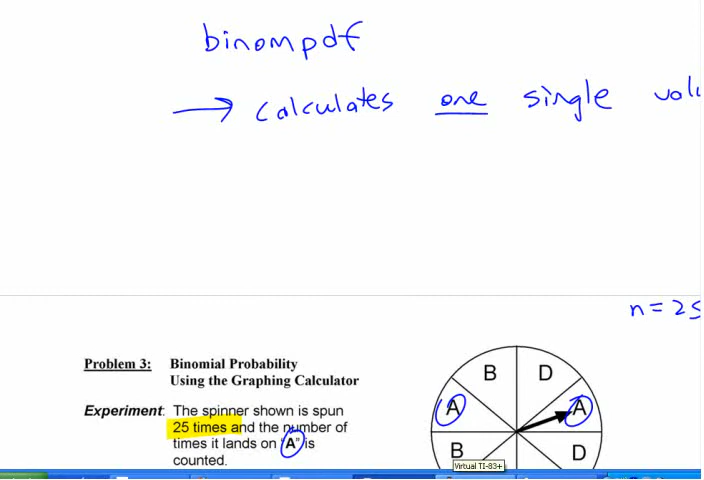 binompdf
→ calculates one single valu
n = 25
Problem 3: Binomial Probability
Using the Graphing Calculator
Experiment: The spinner shown is spun
25 times and the number of
times it lands on "A" is
counted.
B D
A A
B D
Virtual TI-83+